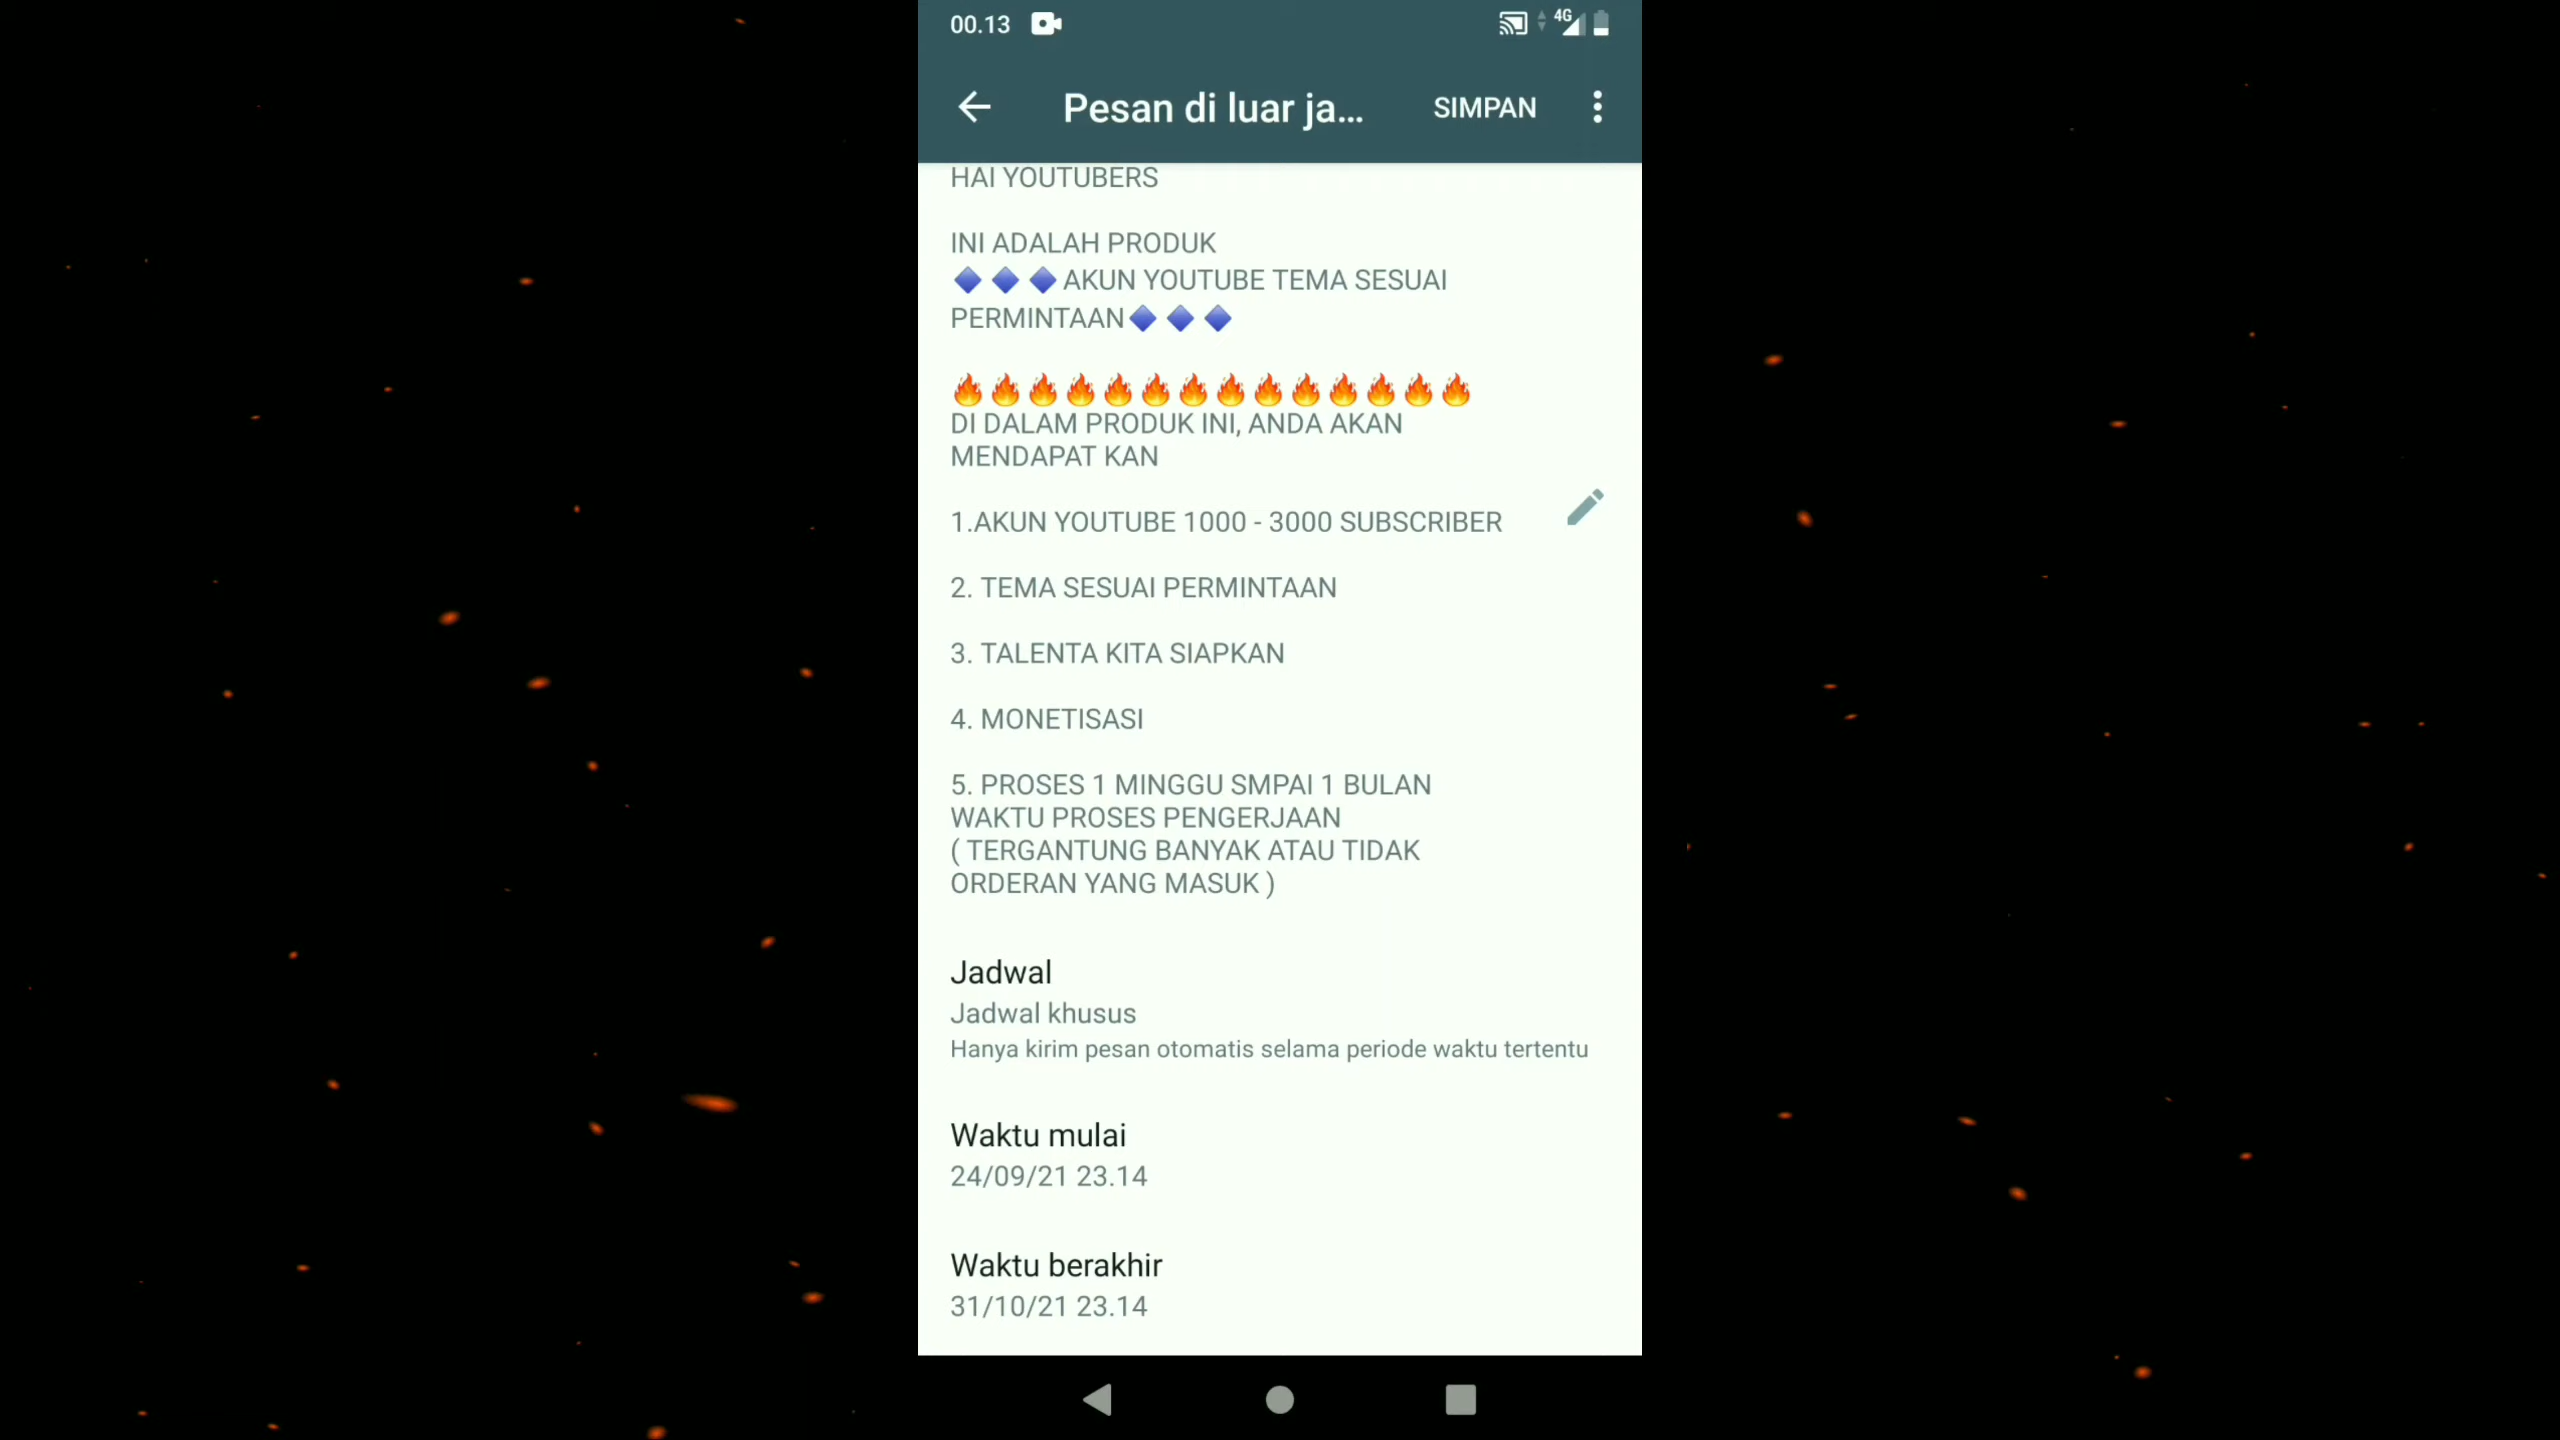 00.13
4G
Pesan di luar ja...
SIMPAN
HAI YOUTUBERS
INI ADALAH PRODUK
🔷🔷🔷AKUN YOUTUBE TEMA SESUAI
PERMINTAAN🔷🔷🔷
🔥🔥🔥🔥🔥🔥🔥🔥🔥🔥🔥🔥🔥🔥
DI DALAM PRODUK INI, ANDA AKAN
MENDAPAT KAN
1.AKUN YOUTUBE 1000 - 3000 SUBSCRIBER
2. TEMA SESUAI PERMINTAAN
3. TALENTA KITA SIAPKAN
4. MONETISASI
5. PROSES 1 MINGGU SMPAI 1 BULAN
WAKTU PROSES PENGERJAAN
( TERGANTUNG BANYAK ATAU TIDAK
ORDERAN YANG MASUK )
Jadwal
Jadwal khusus
Hanya kirim pesan otomatis selama periode waktu tertentu
Waktu mulai
24/09/21 23.14
Waktu berakhir
31/10/21 23.14